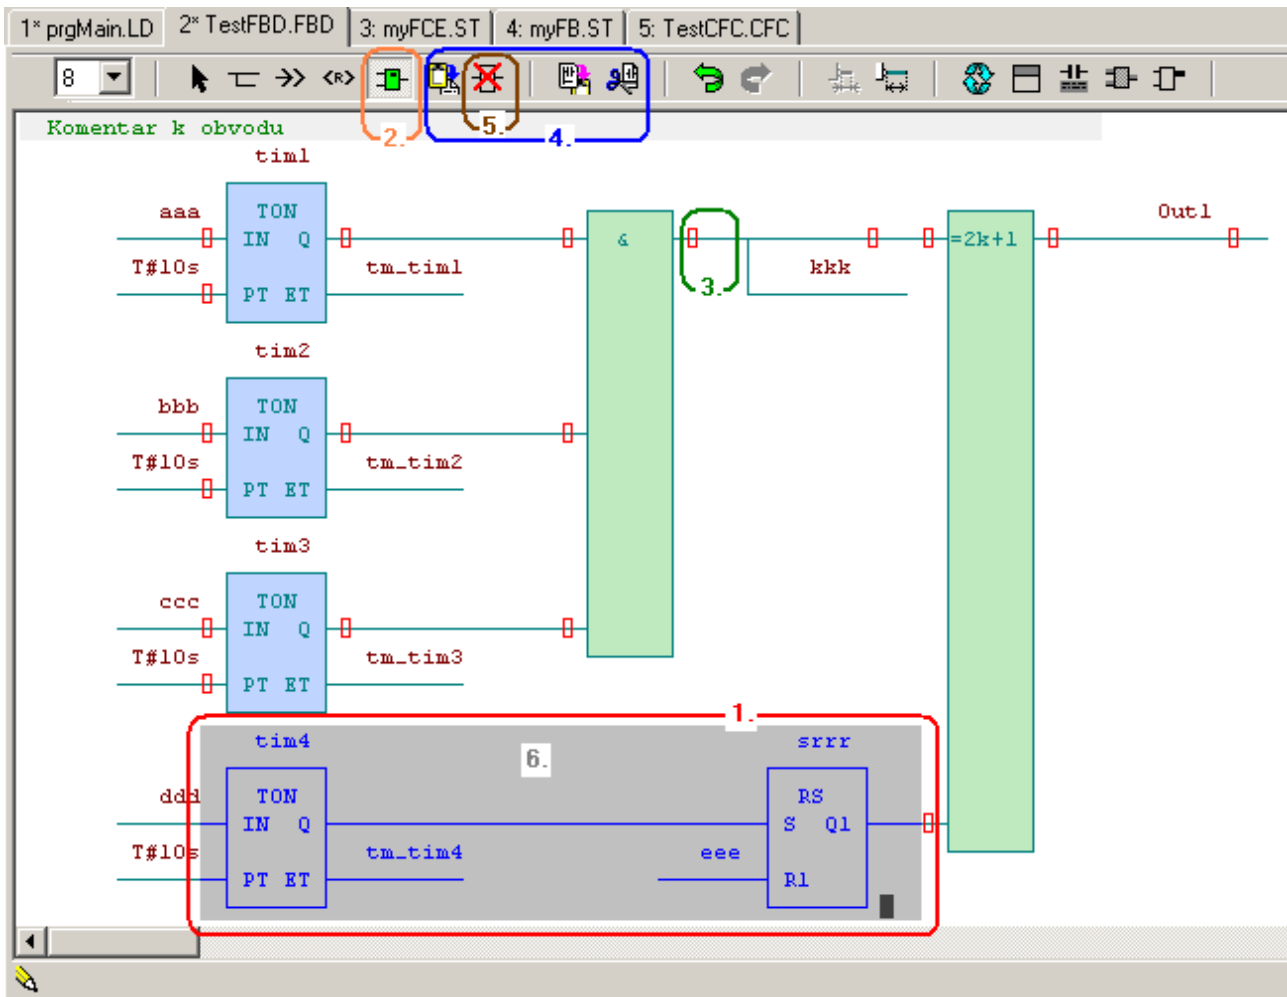 1* prgMain.LD 2* TestFBD.FBD 3: myFCE.ST 4: myFB.ST 5: TestCFC.CFC
8 <R>
2. 5. 4.
Komentar k obvodu
tim1
aaa TON Out1
IN Q & =2k+1
T#10s tm_tim1 kkk
PT ET 3.
tim2
bbb TON
IN Q
T#10s tm_tim2
PT ET
tim3
ccc TON
IN Q
T#10s tm_tim3
PT ET
1.
tim4 srrr
6.
ddd TON RS
IN Q S Q1
T#10s tm_tim4 eee
PT ET R1